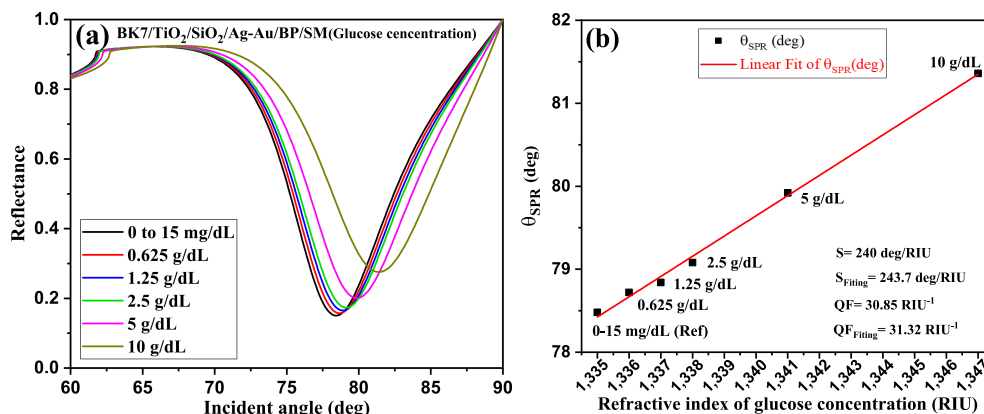 (a)
BK7/TiO₂/SiO₂/Ag-Au/BP/SM(Glucose cencentration)
1.0
0.8
0.6
0.4
0.2
0.0
Reflectance
0 to 15 mg/dL
0.625 g/dL
1.25 g/dL
2.5 g/dL
5 g/dL
10 g/dL
60 65 70 75 80 85 90
Incident angle (deg)
(b)
θSPR (deg)
Linear Fit of θSPR(deg)
10 g/dL
5 g/dL
2.5 g/dL
1.25 g/dL
0.625 g/dL
0-15 mg/dL (Ref)
S= 240 deg/RIU
SFiting= 243.7 deg/RIU
QF= 30.85 RIU⁻¹
QFFiting= 31.32 RIU⁻¹
82
81
80
79
78
θSPR (deg)
1,335 1,336 1,337 1,338 1,339 1,340 1,341 1,342 1,343 1,344 1,345 1,346 1,347
Refractive index of glucose concentration (RIU)